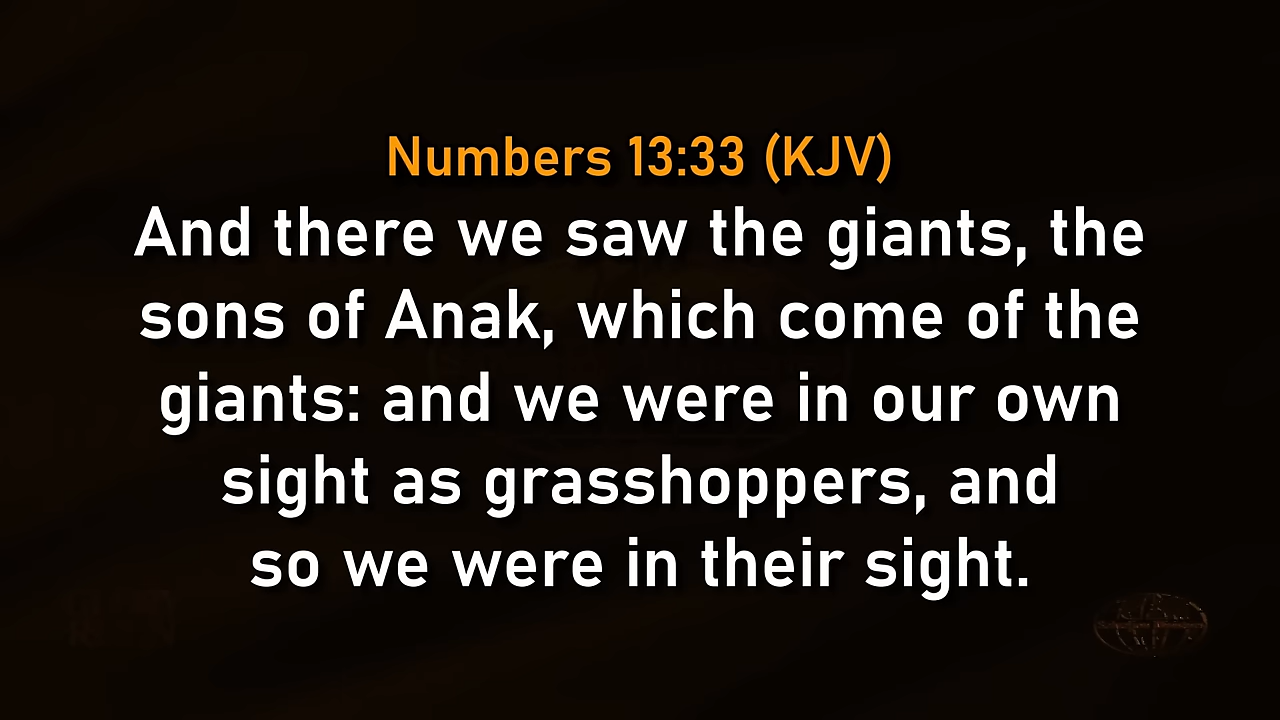 Numbers 13:33 (KJV)
And there we saw the giants, the
sons of Anak, which come of the
giants: and we were in our own
sight as grasshoppers, and
so we were in their sight.